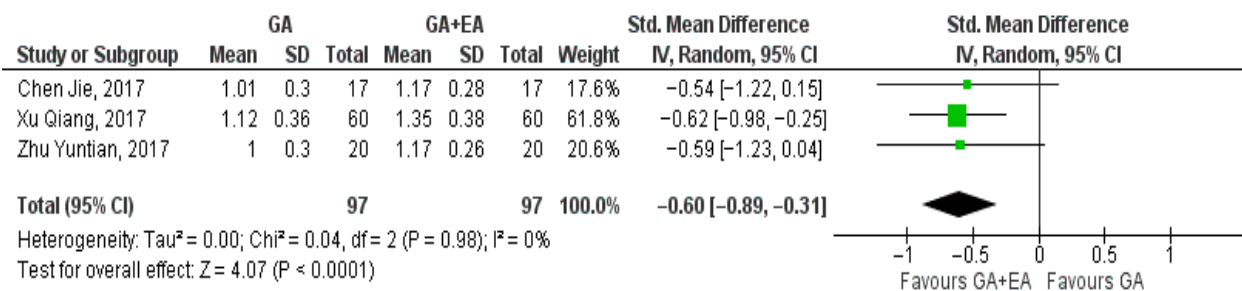 GA GA+EA Std. Mean Difference Std. Mean Difference
Study or Subgroup Mean SD Total Mean SD Total Weight IV, Random, 95% CI IV, Random, 95% CI
Chen Jie, 2017 1.01 0.3 17 1.17 0.28 17 17.6% −0.54 [−1.22, 0.15]
Xu Qiang, 2017 1.12 0.36 60 1.35 0.38 60 61.8% −0.62 [−0.98, −0.25]
Zhu Yuntian, 2017 1 0.3 20 1.17 0.26 20 20.6% −0.59 [−1.23, 0.04]
Total (95% CI) 97 97 100.0% −0.60 [−0.89, −0.31]
Heterogeneity: Tau² = 0.00; Chi² = 0.04, df = 2 (P = 0.98); I² = 0%
Test for overall effect: Z = 4.07 (P < 0.0001)
−1 −0.5 0 0.5 1
Favours GA+EA Favours GA